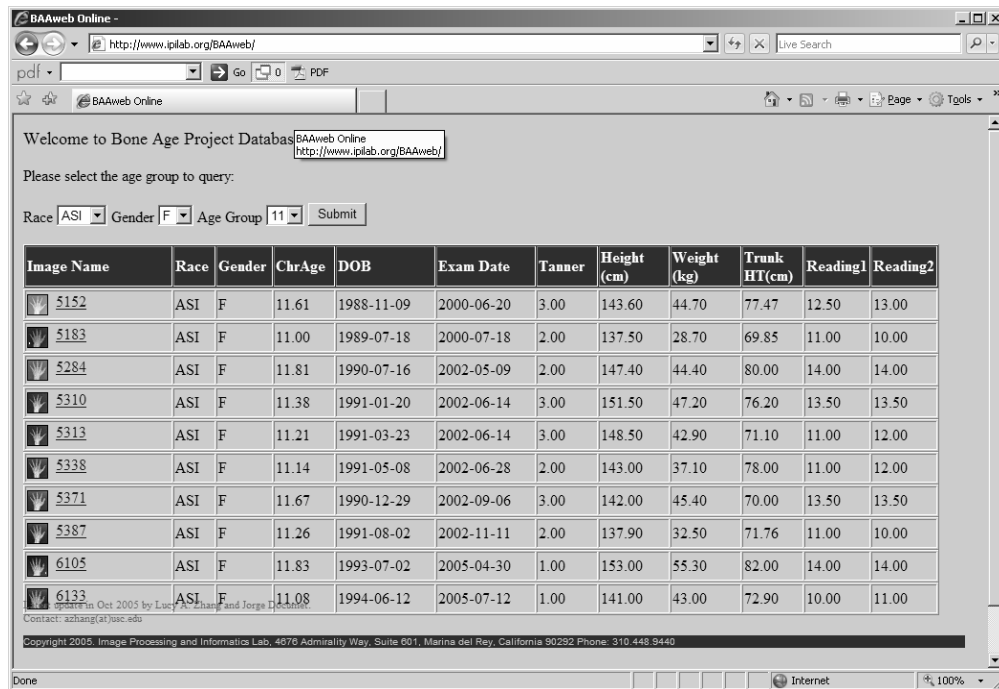 BAAweb Online -
http://www.ipilab.org/BAAweb/
Live Search
pdf
Go 0 PDF
BAAweb Online
Page Tools »
Welcome to Bone Age Project Databas
BAAweb Online
http://www.ipilab.org/BAAweb/
Please select the age group to query:
Race ASI Gender F Age Group 11 Submit
Image Name Race Gender ChrAge DOB Exam Date Tanner Height (cm) Weight (kg) Trunk HT(cm) Reading1 Reading2
5152 ASI F 11.61 1988-11-09 2000-06-20 3.00 143.60 44.70 77.47 12.50 13.00
5183 ASI F 11.00 1989-07-18 2000-07-18 2.00 137.50 28.70 69.85 11.00 10.00
5284 ASI F 11.81 1990-07-16 2002-05-09 2.00 147.40 44.40 80.00 14.00 14.00
5310 ASI F 11.38 1991-01-20 2002-06-14 3.00 151.50 47.20 76.20 13.50 13.50
5313 ASI F 11.21 1991-03-23 2002-06-14 3.00 148.50 42.90 71.10 11.00 12.00
5338 ASI F 11.14 1991-05-08 2002-06-28 2.00 143.00 37.10 78.00 11.00 12.00
5371 ASI F 11.67 1990-12-29 2002-09-06 3.00 142.00 45.40 70.00 13.50 13.50
5387 ASI F 11.26 1991-08-02 2002-11-11 2.00 137.90 32.50 71.76 11.00 10.00
6105 ASI F 11.83 1993-07-02 2005-04-30 1.00 153.00 55.30 82.00 14.00 14.00
6133 ASI F 11.08 1994-06-12 2005-07-12 1.00 141.00 43.00 72.90 10.00 11.00
update in Oct 2005 by Lucy A. Zhang and Jorge
Contact: azhang(at)usc.edu
Copyright 2005. Image Processing and Informatics Lab, 4676 Admirality Way, Suite 601, Marina del Rey, California 90292 Phone: 310.448.9440
Done Internet 100%